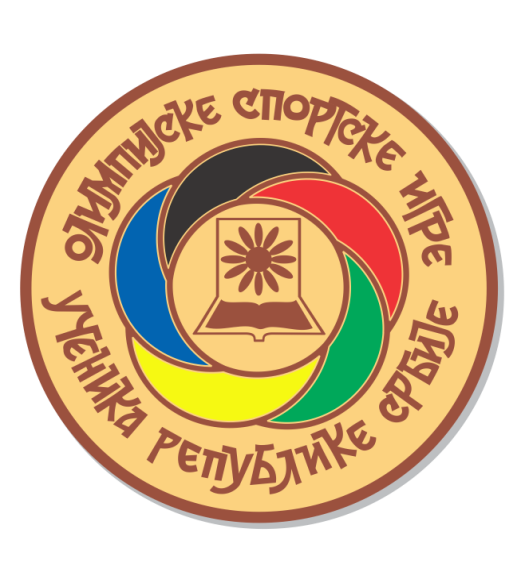 ОЛИМПИЈСКЕ СПОРТСКЕ ИГРЕ
УЧЕНИКА РЕПУБЛИКЕ СРБИЈЕ